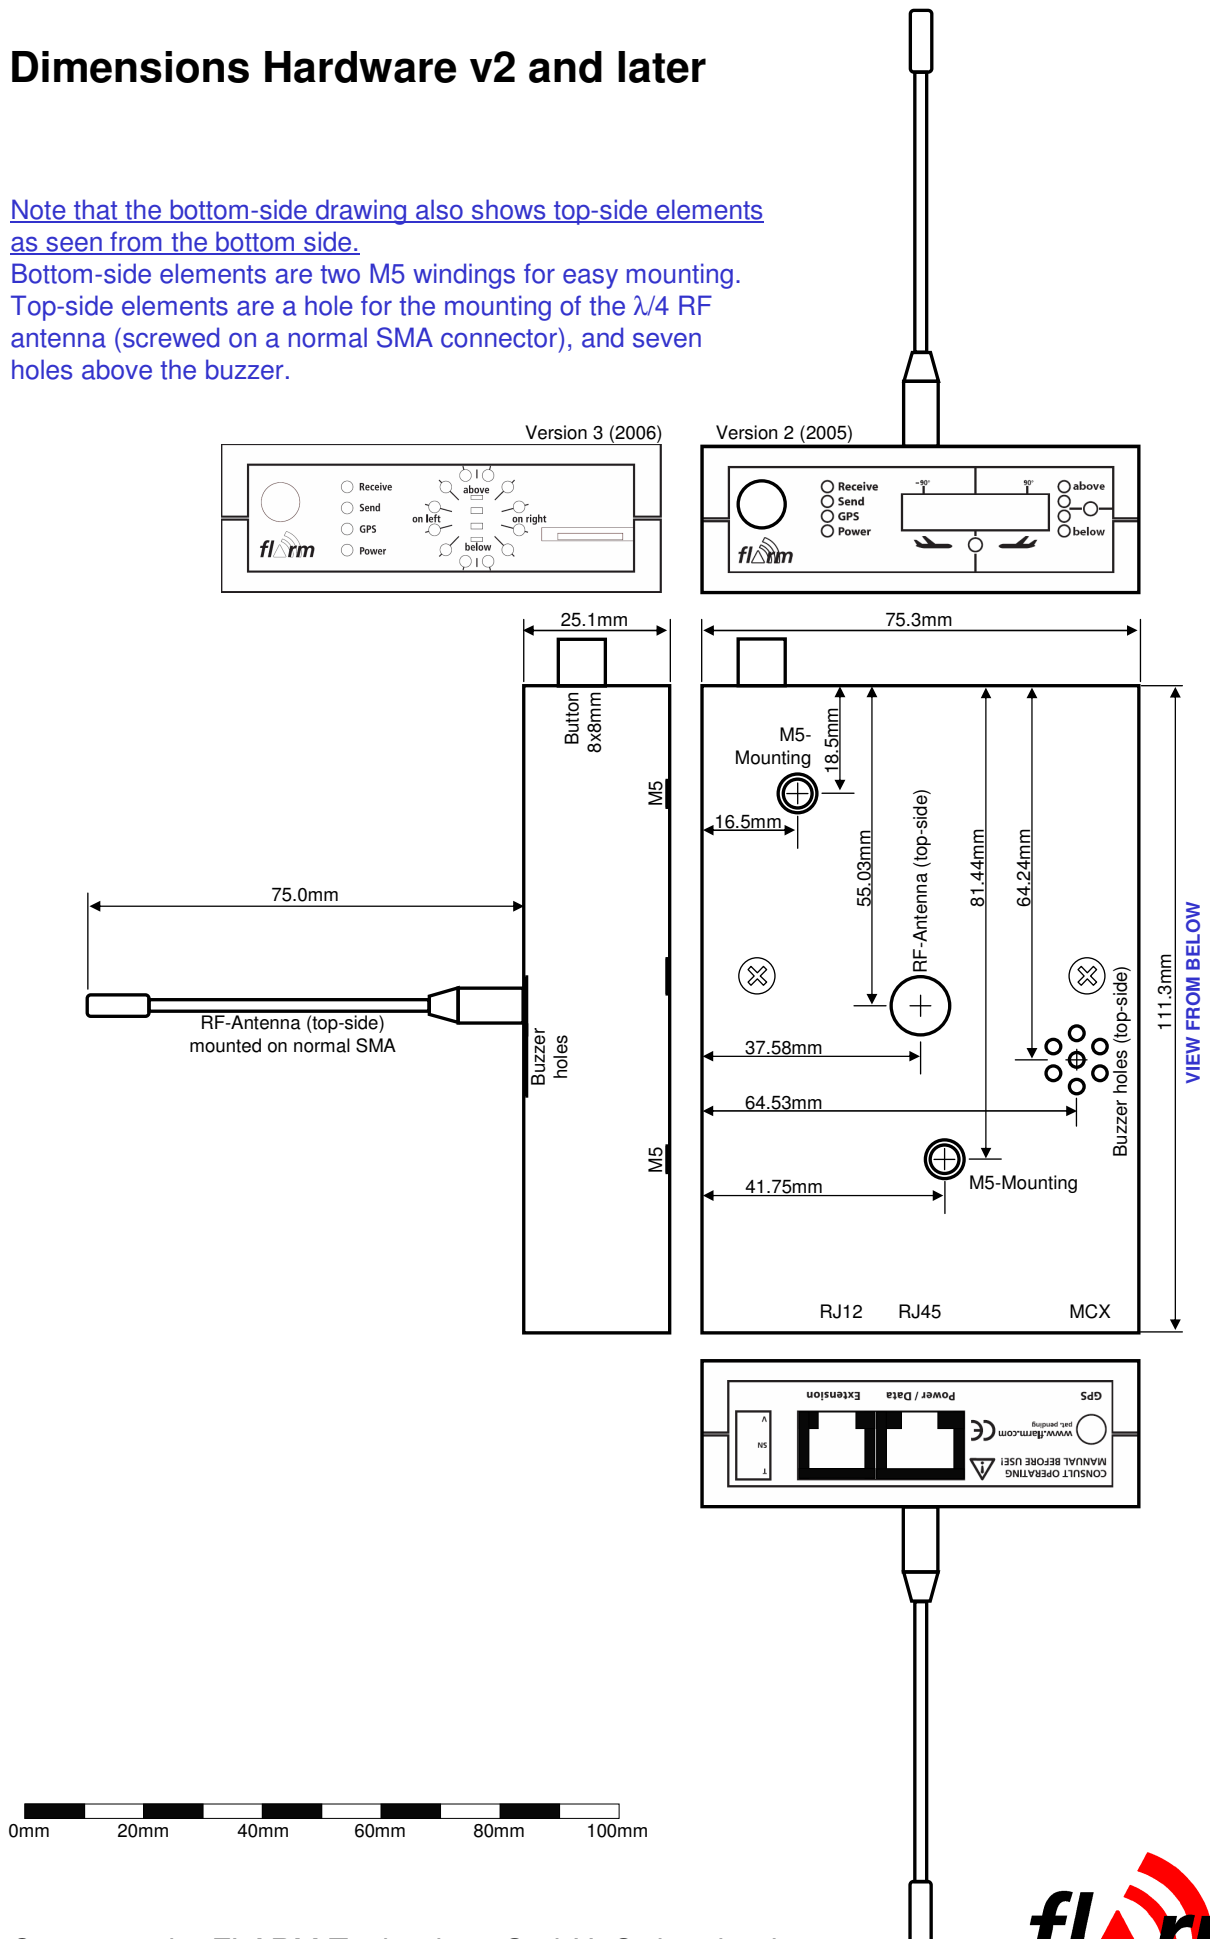 Dimensions Hardware v2 and later
Note that the bottom-side drawing also shows top-side elements
as seen from the bottom side.
Bottom-side elements are two M5 windings for easy mounting.
Top-side elements are a hole for the mounting of the λ/4 RF
antenna (screwed on a normal SMA connector), and seven
holes above the buzzer.
Version 3 (2006)
Receive
Send
GPS
Power
above
on left
on right
below
flarm
Version 2 (2005)
Receive
Send
GPS
Power
-90°
90°
above
below
flarm
25.1mm
75.3mm
Button
8x8mm
M5
M5-
Mounting
18.5mm
16.5mm
55.03mm
RF-Antenna (top-side)
81.44mm
64.24mm
111.3mm
VIEW FROM BELOW
75.0mm
RF-Antenna (top-side)
mounted on normal SMA
Buzzer
holes
37.58mm
64.53mm
Buzzer holes (top-side)
M5
41.75mm
M5-Mounting
RJ12
RJ45
MCX
Extension
Power / Data
GPS
V
SN
T
CE
www.flarm.com
pat. pending
CONSULT OPERATING
MANUAL BEFORE USE!
0mm
20mm
40mm
60mm
80mm
100mm